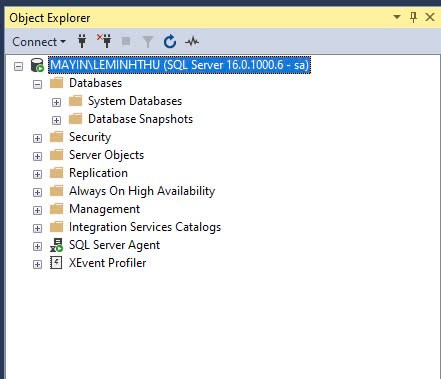 Object Explorer
Connect
MAYIN\LEMINHTHU (SQL Server 16.0.1000.6 - sa)
Databases
System Databases
Database Snapshots
Security
Server Objects
Replication
Always On High Availability
Management
Integration Services Catalogs
SQL Server Agent
XEvent Profiler